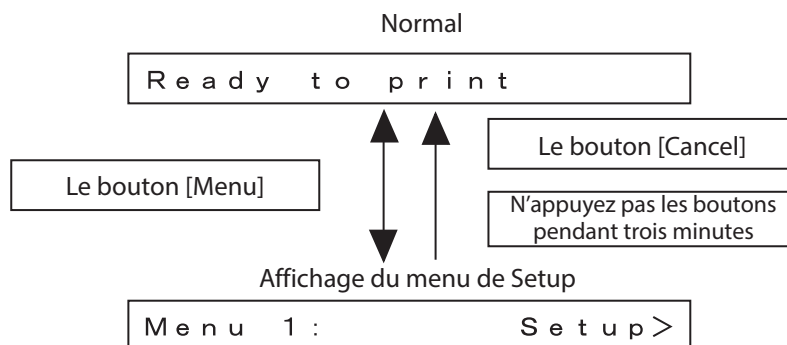 Normal
Ready to print
Le bouton [Menu]
Le bouton [Cancel]
N'appuyez pas les boutons
pendant trois minutes
Affichage du menu de Setup
Menu 1: Setup>